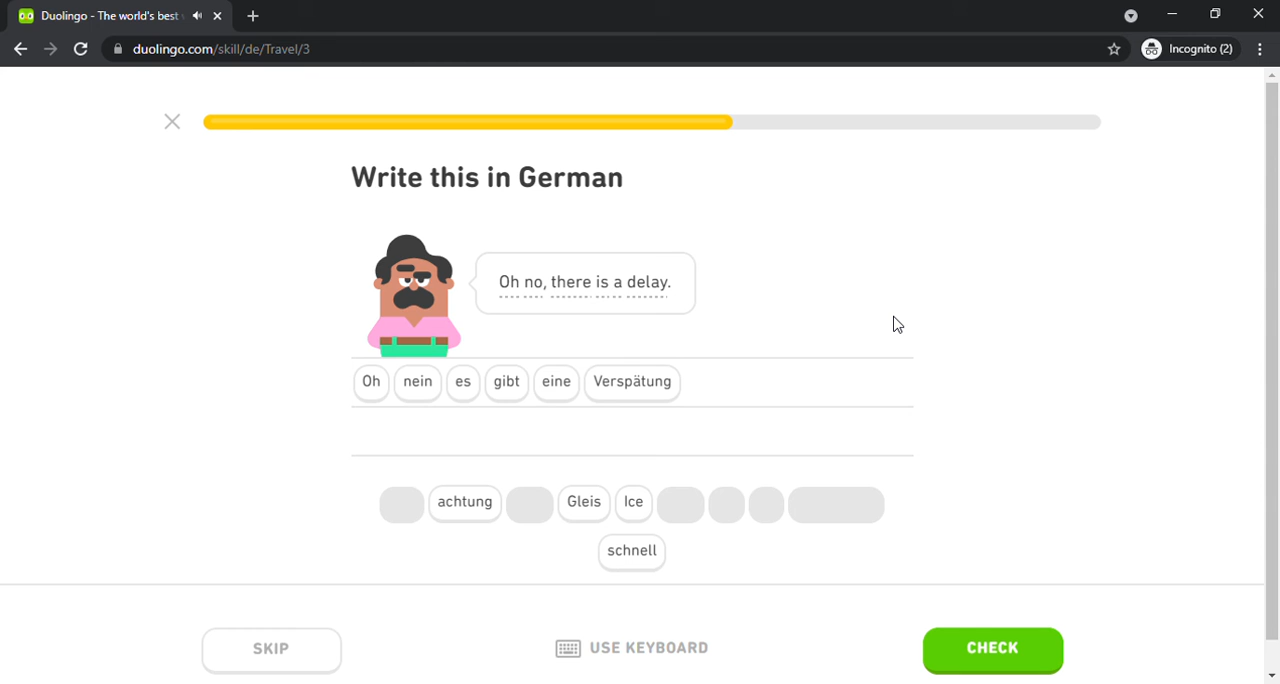 Duolingo - The world's best
duolingo.com/skill/de/Travel/3
Incognito (2)
Write this in German
Oh no, there is a delay.
Oh nein es gibt eine Verspätung
achtung Gleis Ice
schnell
SKIP USE KEYBOARD CHECK